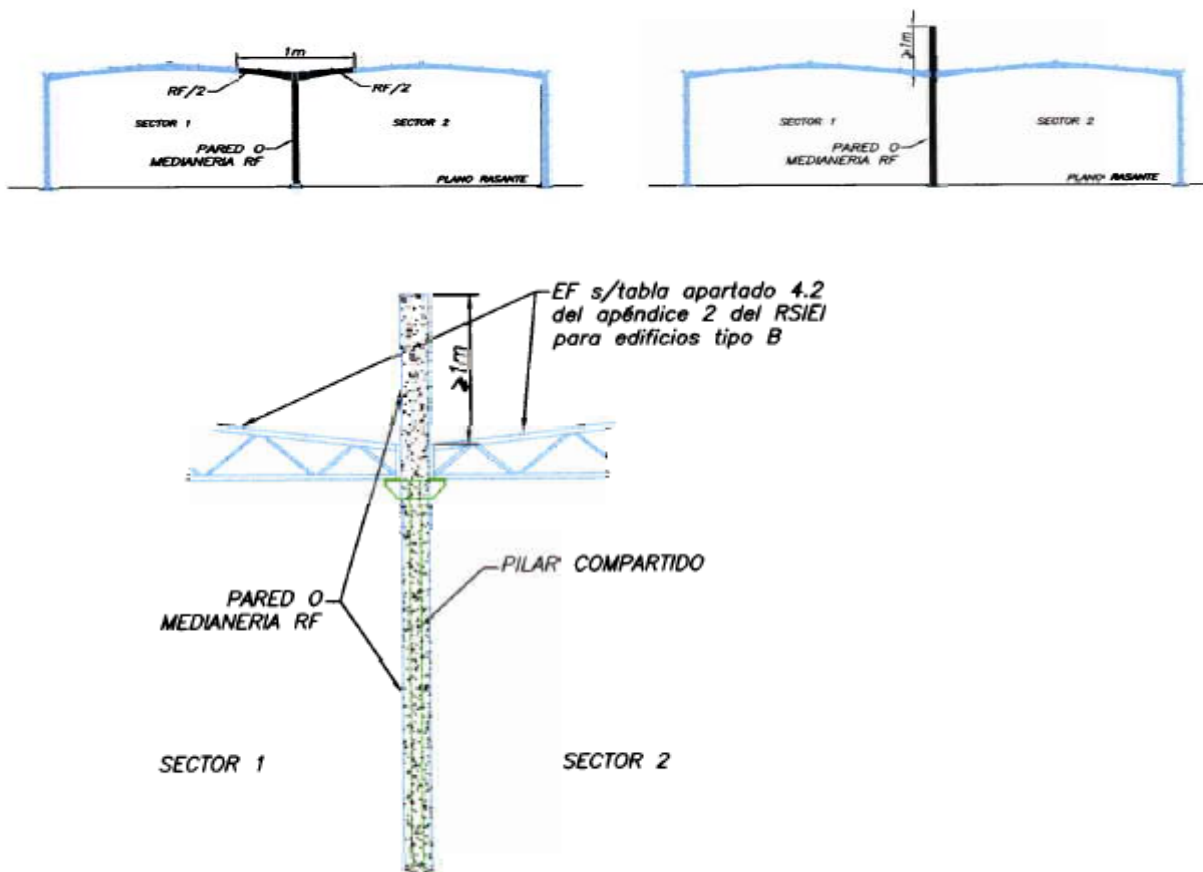 1m
RF/2
RF/2
SECTOR 1
SECTOR 2
PARED O
MEDIANERIA RF
PLANO RASANTE
⩾1m
SECTOR 1
SECTOR 2
PARED O
MEDIANERIA RF
PLANO RASANTE
EF s/tabla apartado 4.2
del apéndice 2 del RSIEI
para edificios tipo B
⩾1m
PILAR COMPARTIDO
PARED O
MEDIANERIA RF
SECTOR 1
SECTOR 2